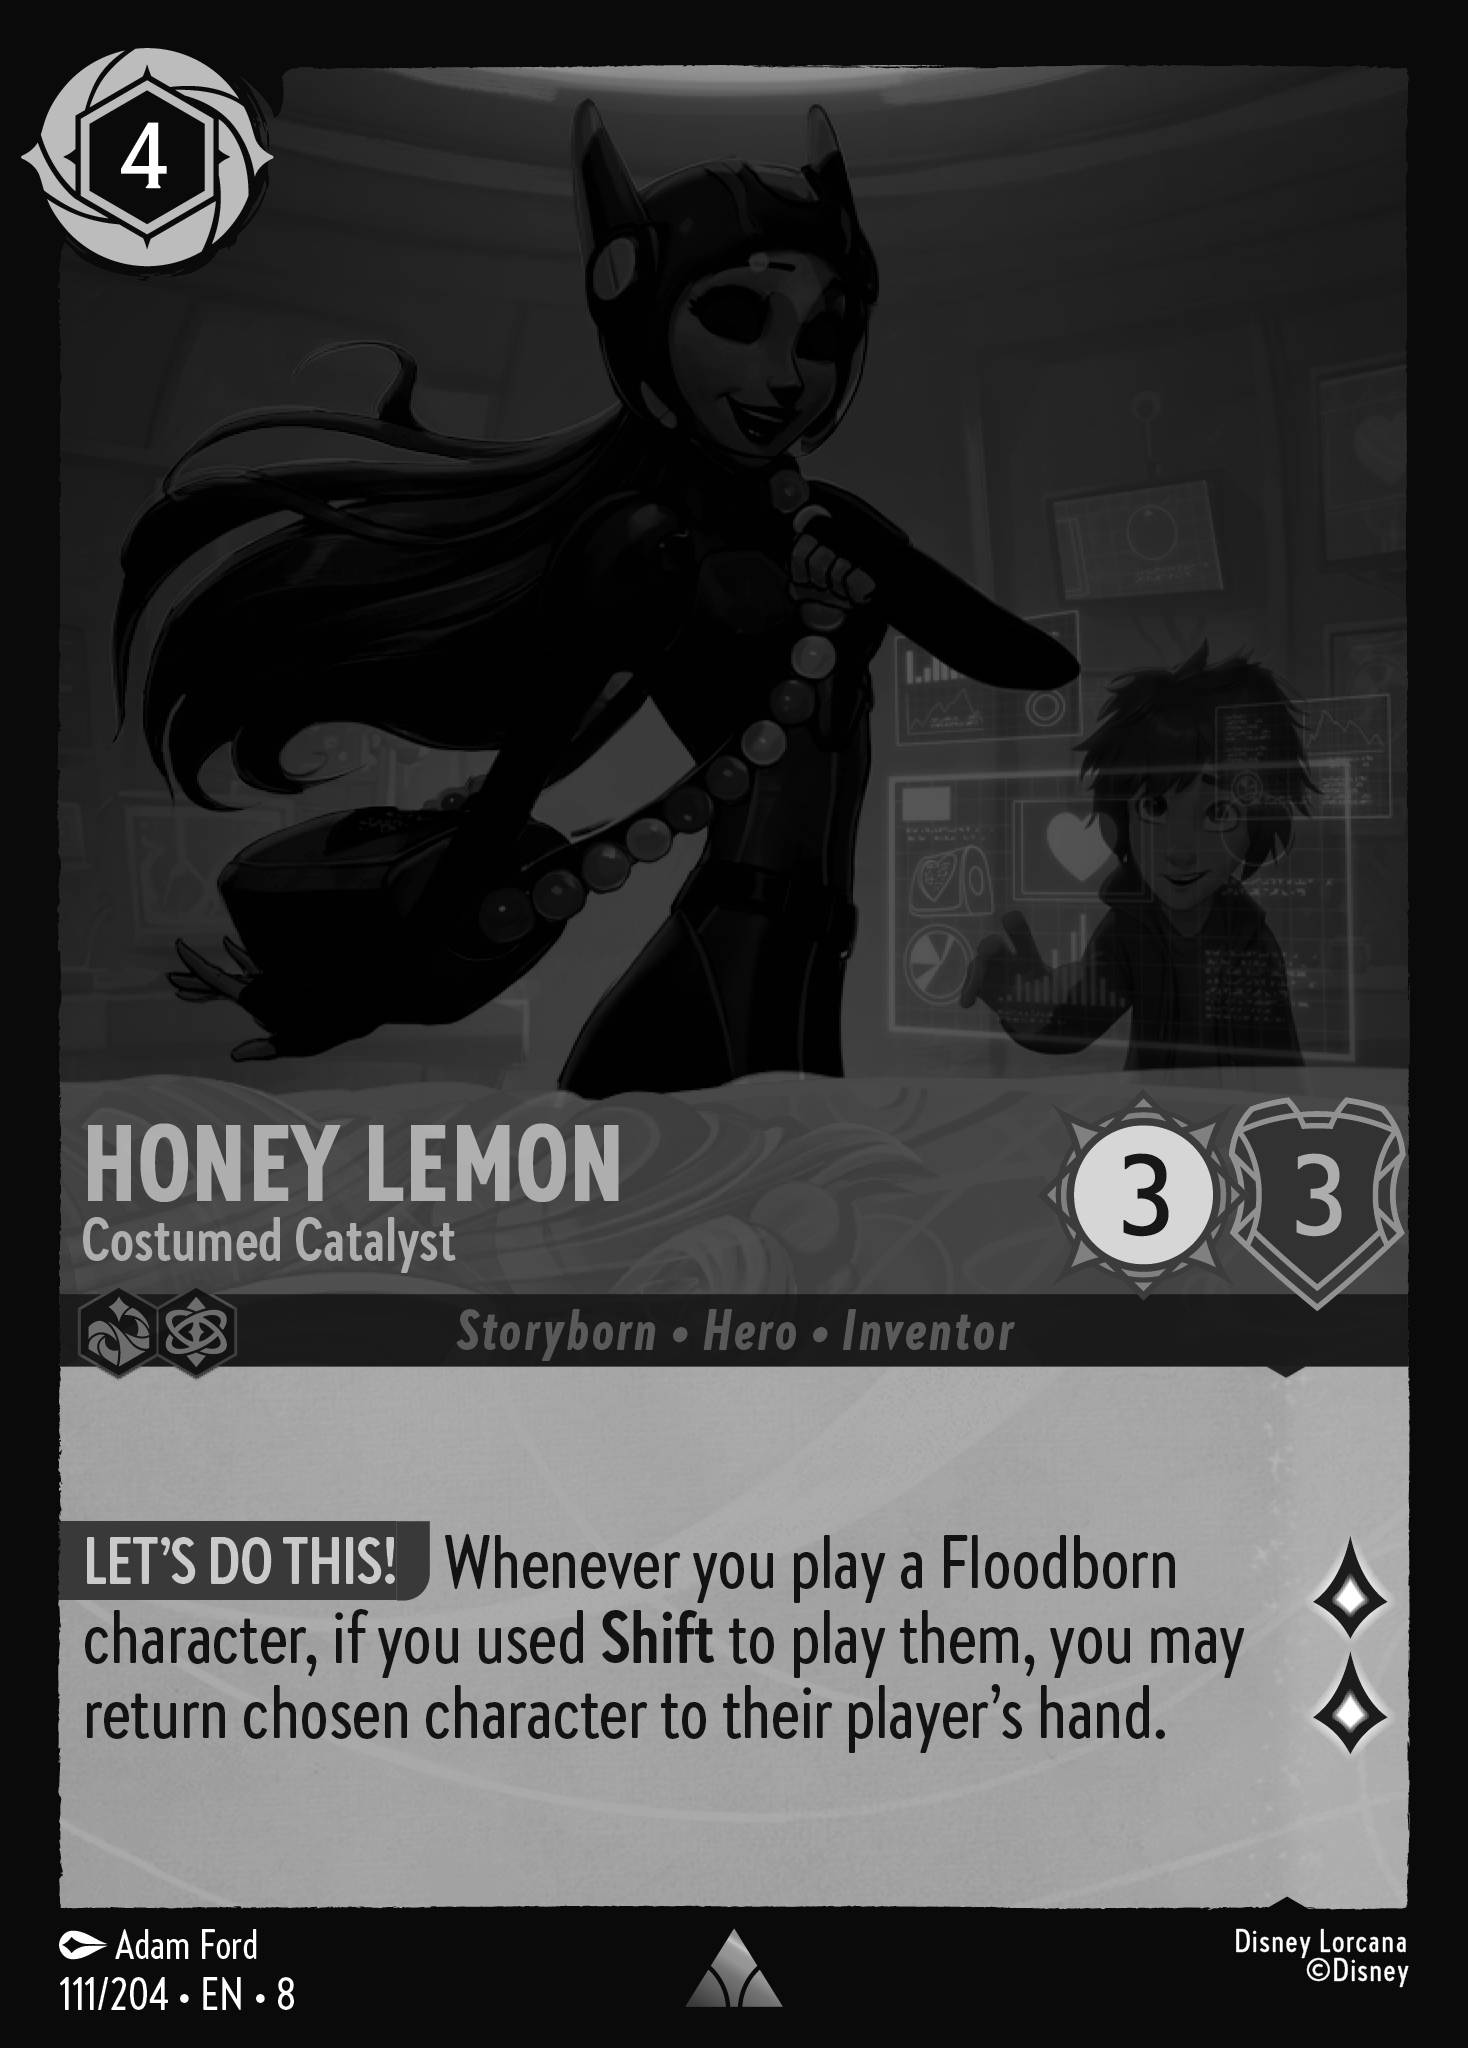 4
HONEY LEMON
Costumed Catalyst
3
3
Storyborn • Hero • Inventor
LET'S DO THIS! Whenever you play a Floodborn
character, if you used Shift to play them, you may
return chosen character to their player's hand.
Adam Ford
111/204 • EN • 8
Disney Lorcana
©Disney